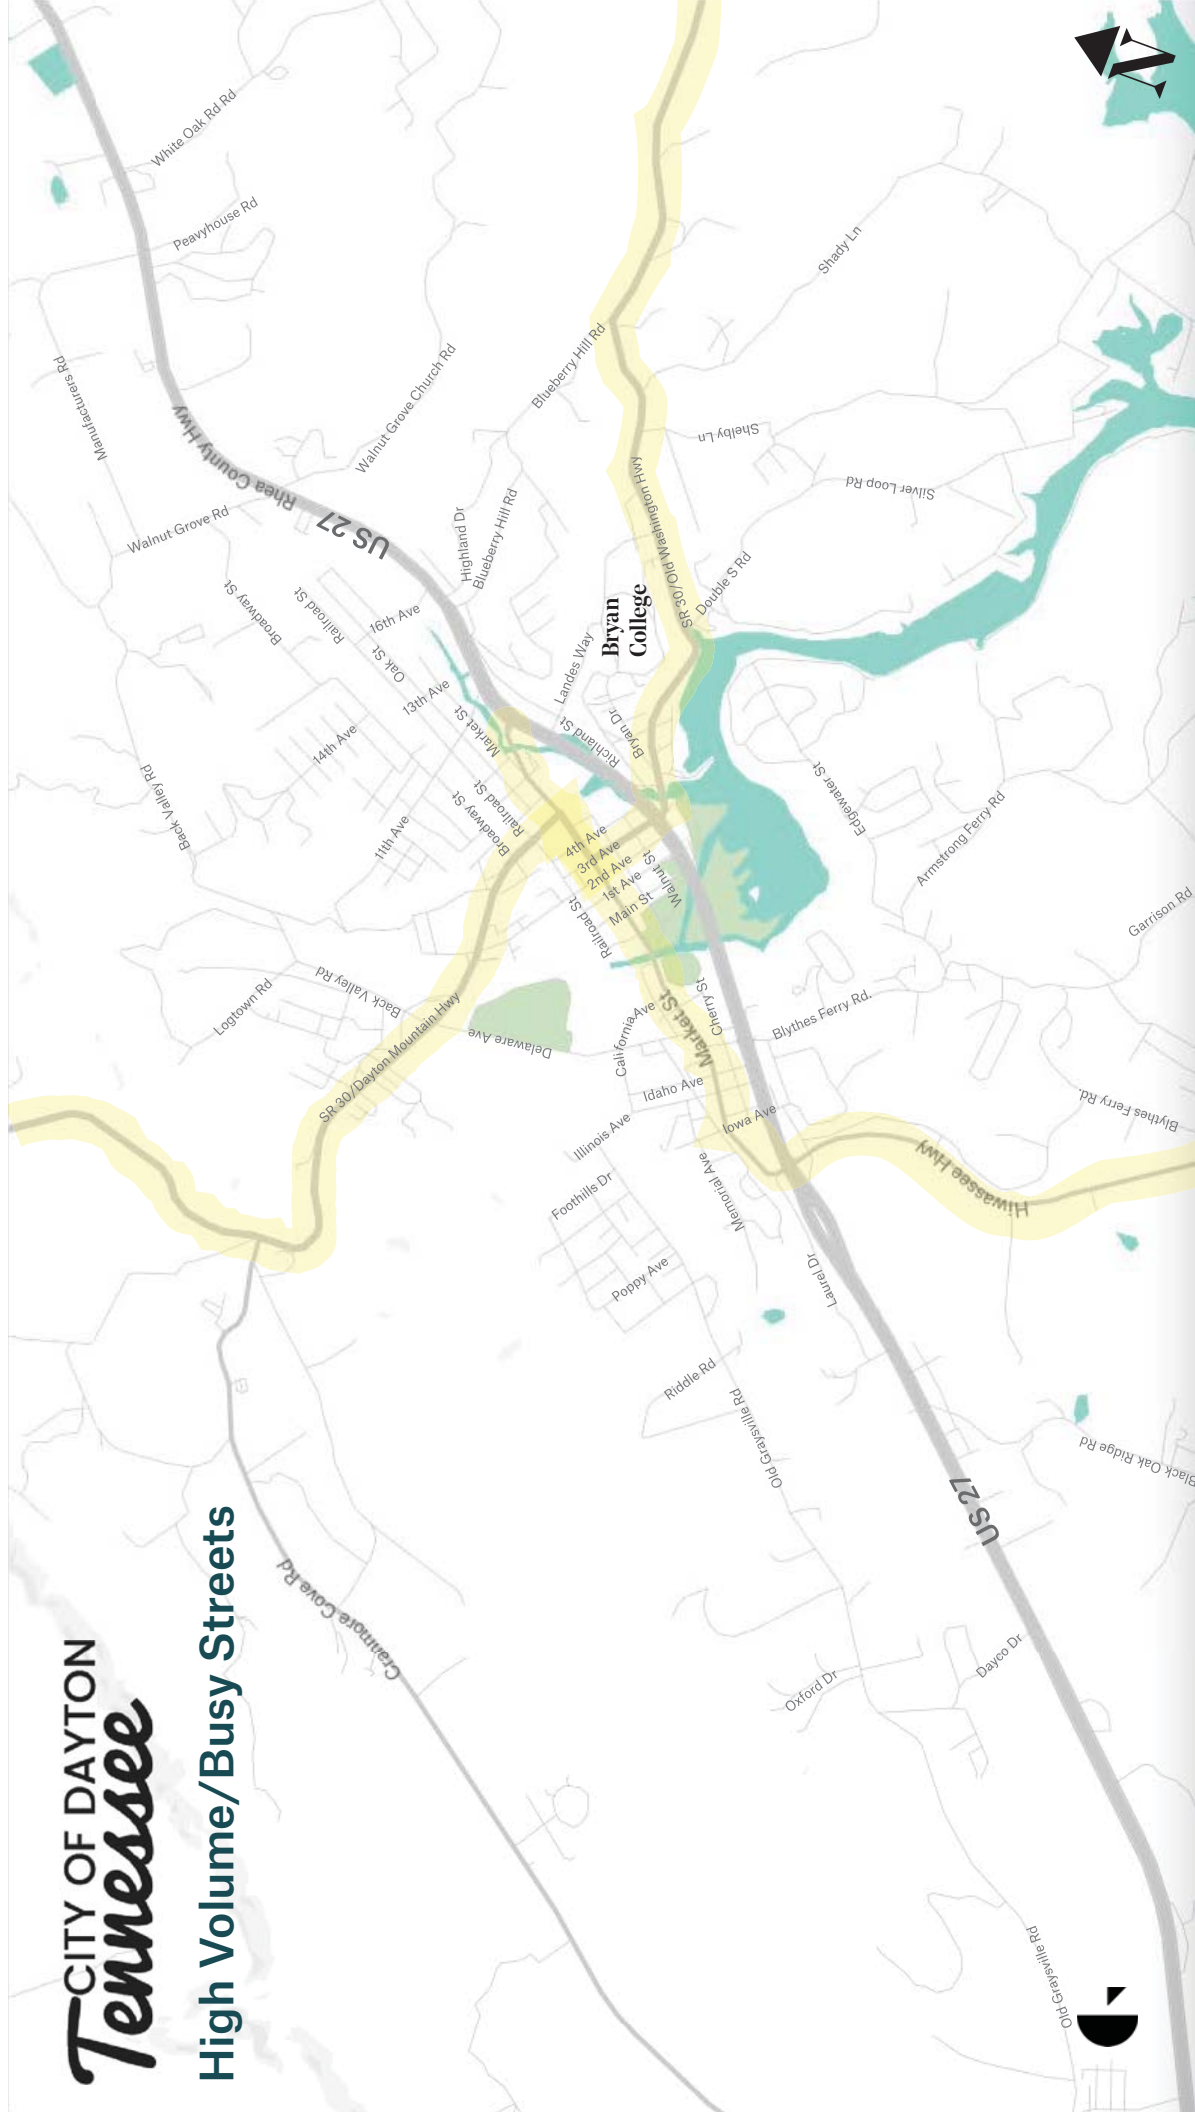 CITY OF DAYTON
Tennessee
High Volume/Busy Streets
White Oak Rd Rd
Peavyhouse Rd
Manufacturers Rd
Rhea County Hwy
Walnut Grove Church Rd
Walnut Grove Rd
US 27
Blueberry Hill Rd
Highland Dr
Blueberry Hill Rd
Shady Ln
Shelby Ln
Silver Loop Rd
SR 30/Old Washington Hwy
Double S Rd
Bryan
College
Landes Way
Bryan Dr
Richland St
Broadway St
Railroad St
16th Ave
Oak St
13th Ave
Market St
14th Ave
Back Valley Rd
11th Ave
Railroad St
Broadway St
4th Ave
3rd Ave
2nd Ave
1st Ave
Main St
Walnut St
Railroad St
Edgewater St
Armstrong Ferry Rd
Garrison Rd
Blythes Ferry Rd.
Blythes Ferry Rd.
Logtown Rd
Back Valley Rd
SR 30/Dayton Mountain Hwy
Delaware Ave
California Ave
Market St
Cherry St
Idaho Ave
Iowa Ave
Illinois Ave
Foothills Dr
Memorial Ave
Poppy Ave
Laurel Dr
Hiwassee Hwy
Riddle Rd
Old Graysville Rd
Black Oak Ridge Rd
US 27
Cranmore Cove Rd
Oxford Dr
Dayco Dr
Old Graysville Rd